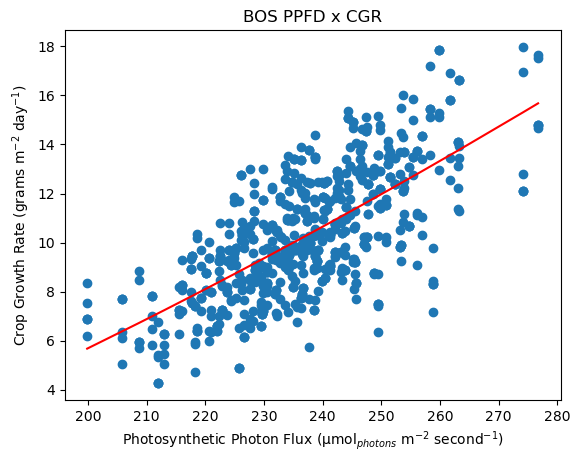 BOS PPFD x CGR
18
16
14
12
10
8
6
4
Crop Growth Rate (grams m⁻² day⁻¹)
200 210 220 230 240 250 260 270 280
Photosynthetic Photon Flux (μmol_photons m⁻² second⁻¹)